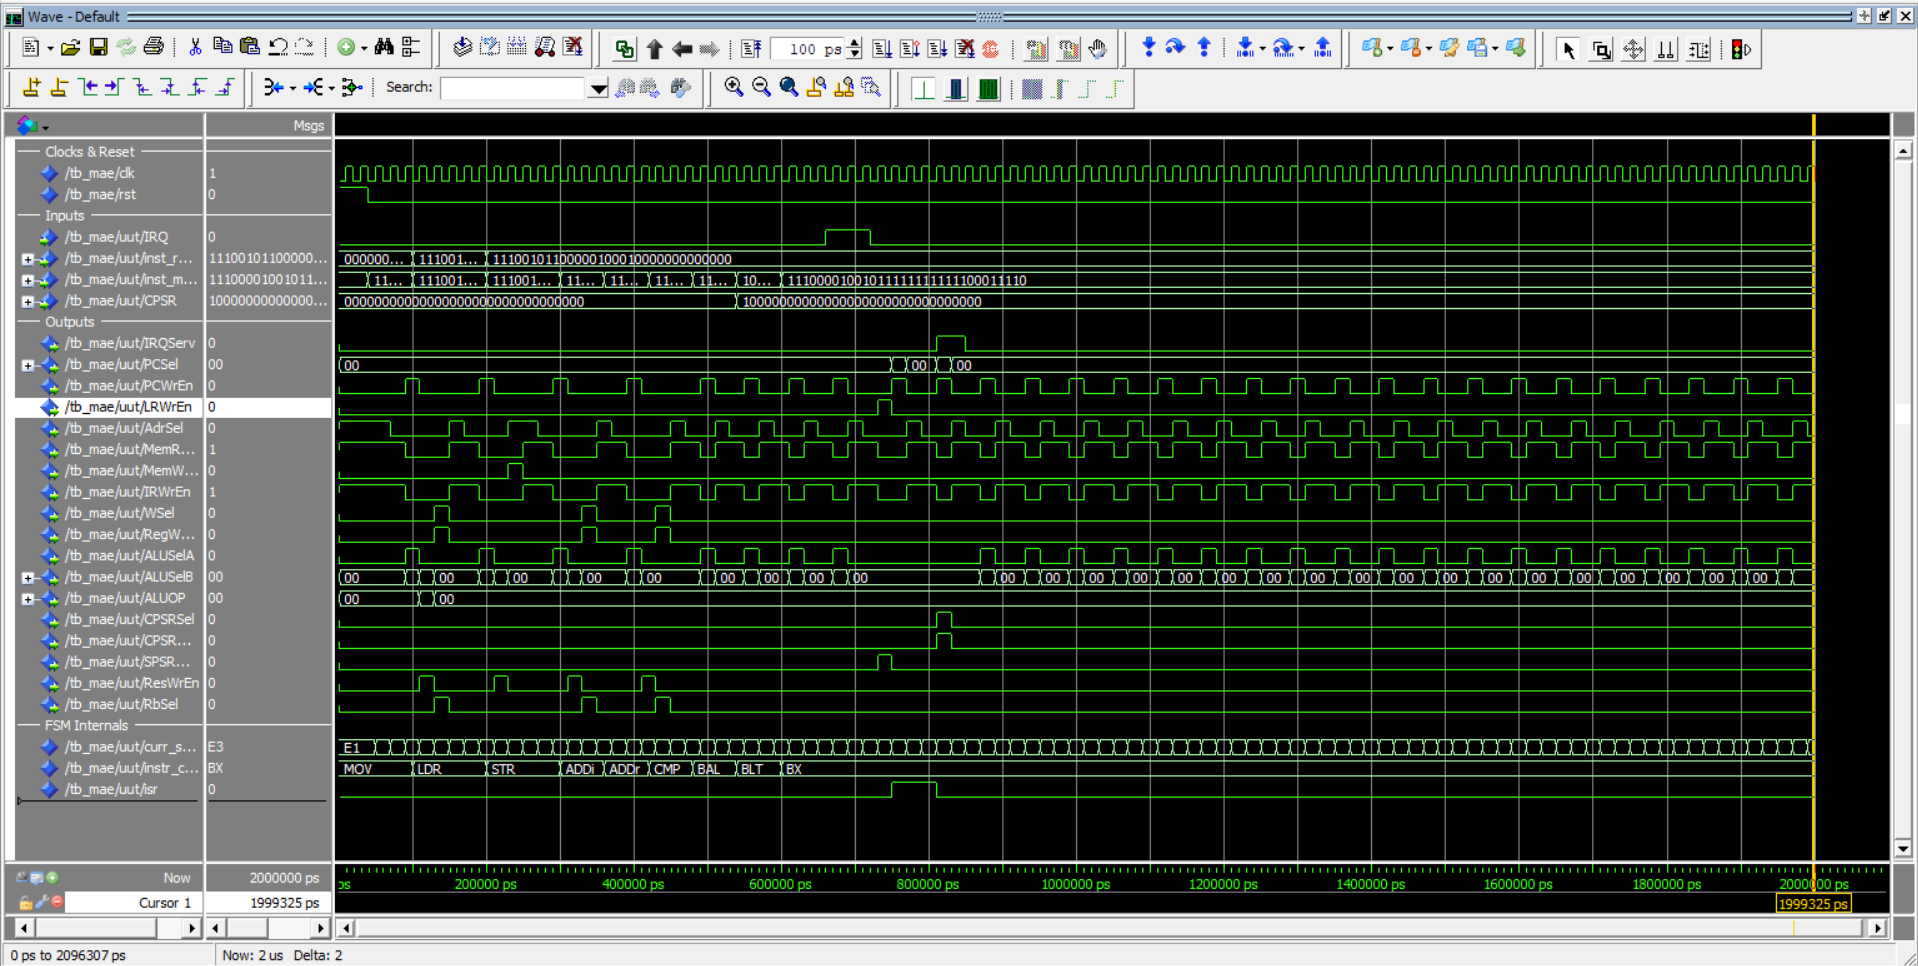 Wave - Default
100 ps
Search:
Msgs
Clocks & Reset
/tb_mae/clk 1
/tb_mae/rst 0
Inputs
/tb_mae/uut/IRQ 0
/tb_mae/uut/inst_r... 11100101100000... 000000... 111001... 11100101100000100010000000000000
/tb_mae/uut/inst_m... 11100001001011... 11... 111001... 111001... 11... 11... 11... 11... 10... 11100001001011111111111100011110
/tb_mae/uut/CPSR 10000000000000... 00000000000000000000000000000000 10000000000000000000000000000000
Outputs
/tb_mae/uut/IRQServ 0
/tb_mae/uut/PCSel 00 00 00 00
/tb_mae/uut/PCWrEn 0
/tb_mae/uut/LRWrEn 0
/tb_mae/uut/AdrSel 0
/tb_mae/uut/MemR... 1
/tb_mae/uut/MemW... 0
/tb_mae/uut/IRWrEn 1
/tb_mae/uut/WSel 0
/tb_mae/uut/RegW... 0
/tb_mae/uut/ALUSelA 0
/tb_mae/uut/ALUSelB 00 00 00 00 00 00 00 00 00 00 00 00 00 00 00 00 00 00 00 00 00 00 00 00 00 00 00 00
/tb_mae/uut/ALUOP 00 00 00
/tb_mae/uut/CPSRSel 0
/tb_mae/uut/CPSR... 0
/tb_mae/uut/SPSR... 0
/tb_mae/uut/ResWrEn 0
/tb_mae/uut/RbSel 0
FSM Internals
/tb_mae/uut/curr_s... E3 E1
/tb_mae/uut/instr_c... BX MOV LDR STR ADDi ADDr CMP BAL BLT BX
/tb_mae/uut/isr 0
Now 2000000 ps ps 200000 ps 400000 ps 600000 ps 800000 ps 1000000 ps 1200000 ps 1400000 ps 1600000 ps 1800000 ps 2000000 ps
Cursor 1 1999325 ps 1999325 ps
0 ps to 2096307 ps Now: 2 us Delta: 2